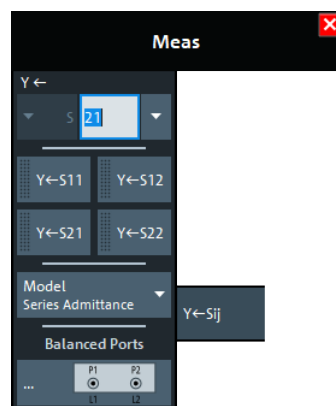 Meas
Y ←
S 21
Y←S11 Y←S12
Y←S21 Y←S22
Model
Series Admittance
Y←Sij
Balanced Ports
P1 P2
...
L1 L2